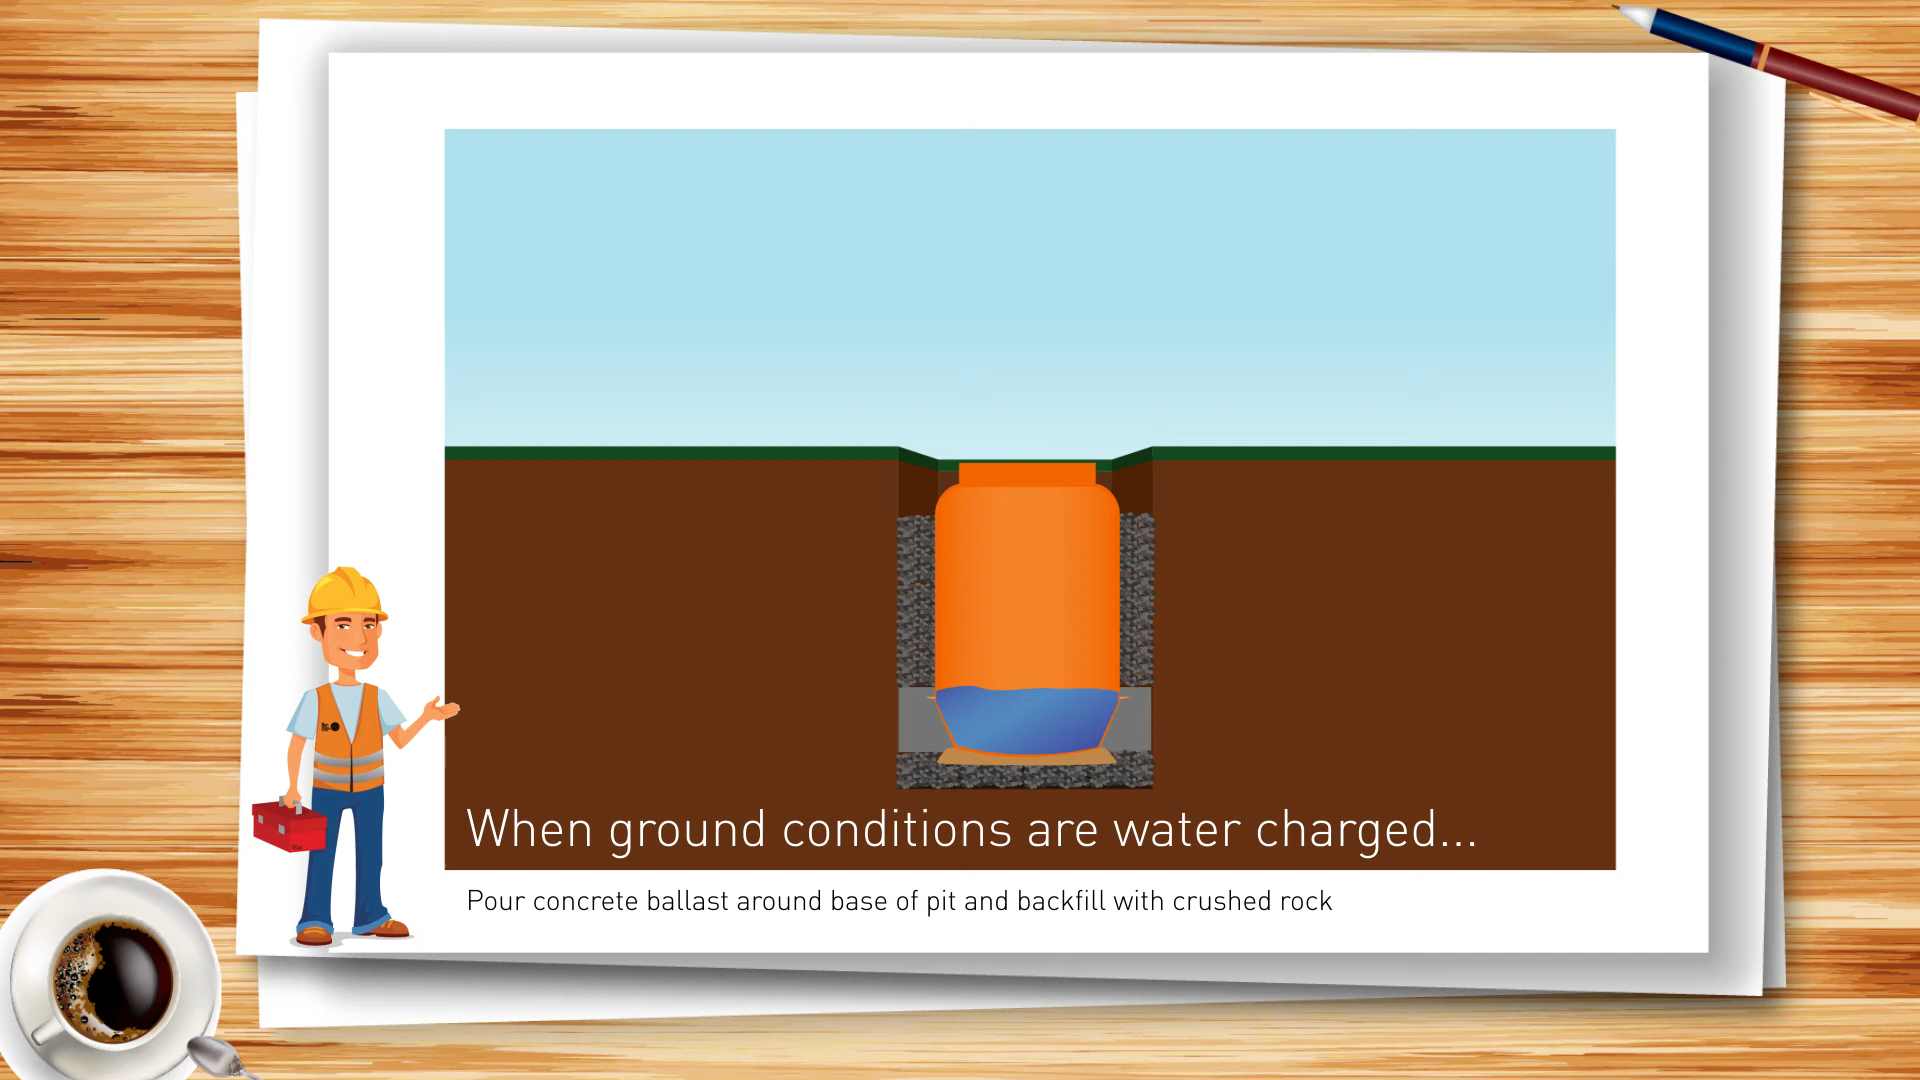 When ground conditions are water charged...
Pour concrete ballast around base of pit and backfill with crushed rock